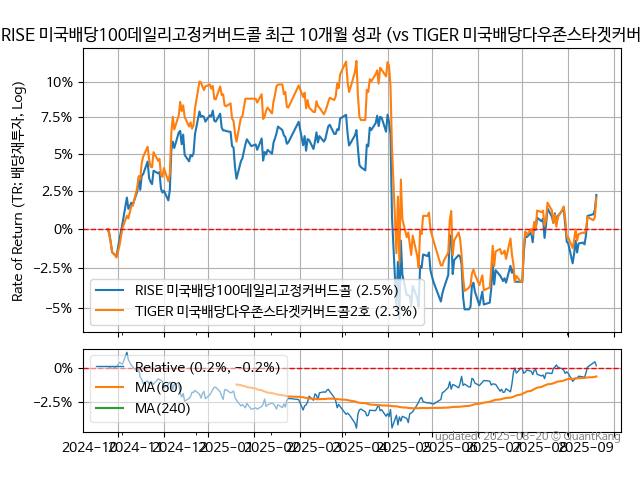 RISE 미국배당100데일리고정커버드콜 최근 10개월 성과 (vs TIGER 미국배당다우존스타겟커버
Rate of Return (TR: 배당재투자, Log)
10%
7.5%
5%
2.5%
0%
−2.5%
−5%
RISE 미국배당100데일리고정커버드콜 (2.5%)
TIGER 미국배당다우존스타겟커버드콜2호 (2.3%)
0%
−2.5%
Relative (0.2%, −0.2%)
MA(60)
MA(240)
updated: 2025-08-20 © QuantKang
2024-10 2024-11 2024-12 2025-01 2025-02 2025-03 2025-04 2025-05 2025-06 2025-07 2025-08 2025-09